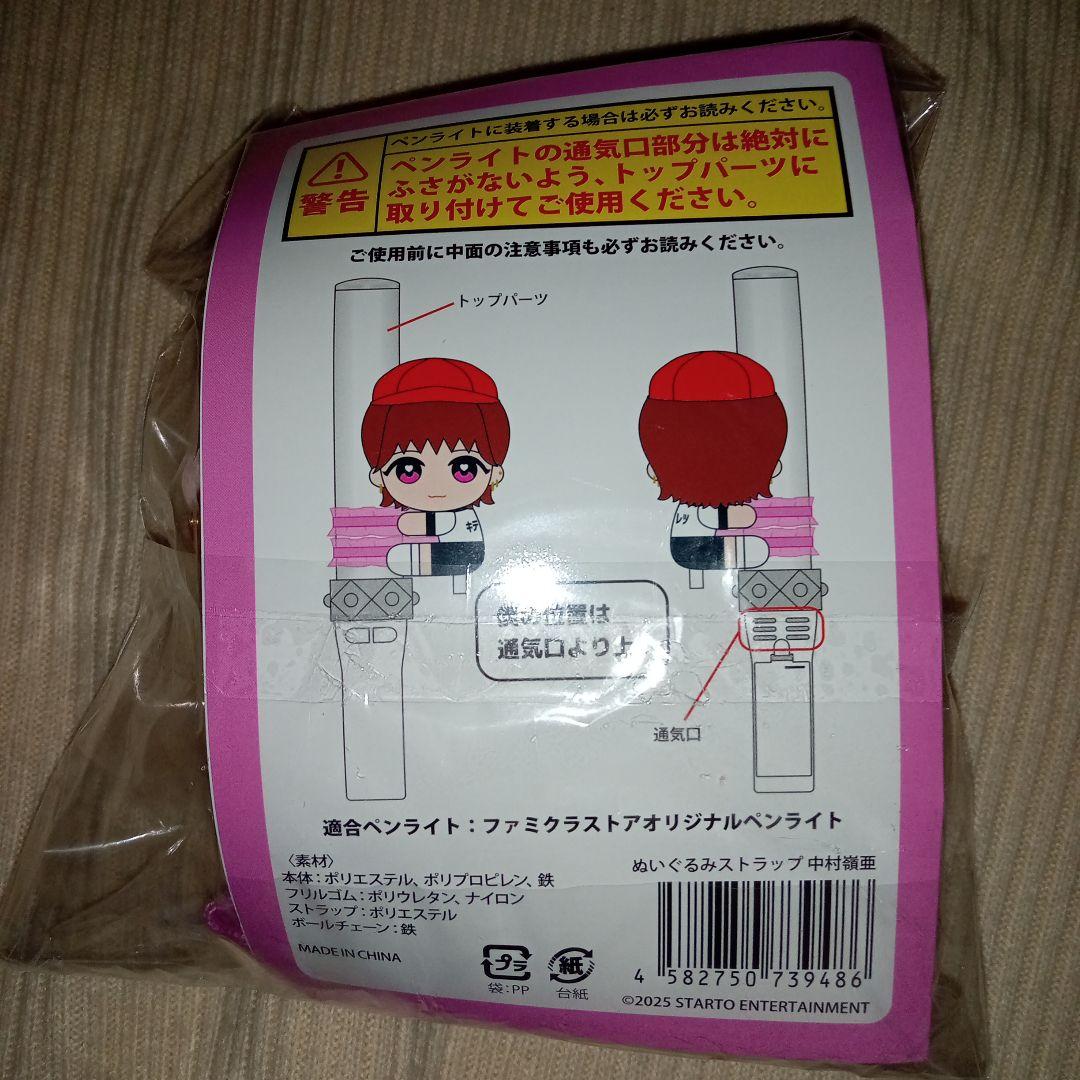 ペンライトに装着する場合は必ずお読みください。
警告
ペンライトの通気口部分は絶対に
ふさがないよう、トップパーツに
取り付けてご使用ください。
ご使用前に中面の注意事項も必ずお読みください。
トップパーツ
キテ
レツ
僕の位置は
通気口より上
通気口
適合ペンライト：ファミクラストアオリジナルペンライト
〈素材〉
本体：ポリエステル、ポリプロピレン、鉄
フリルゴム：ポリウレタン、ナイロン
ストラップ：ポリエステル
ボールチェーン：鉄
MADE IN CHINA
プラ
袋：PP
紙
台紙
ぬいぐるみストラップ 中村嶺亜
4 582750 739486
©2025 STARTO ENTERTAINMENT